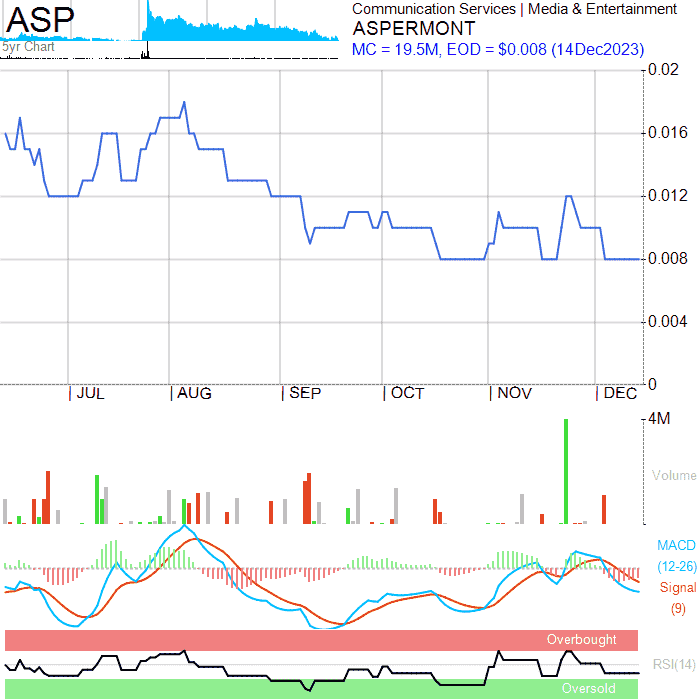 ASP
5yr Chart
Communication Services | Media & Entertainment
ASPERMONT
MC = 19.5M, EOD = $0.008 (14Dec2023)
0.02
0.016
0.012
0.008
0.004
0
| JUL | AUG | SEP | OCT | NOV | DEC
4M
Volume
MACD
(12-26)
Signal
(9)
Overbought
RSI(14)
Oversold